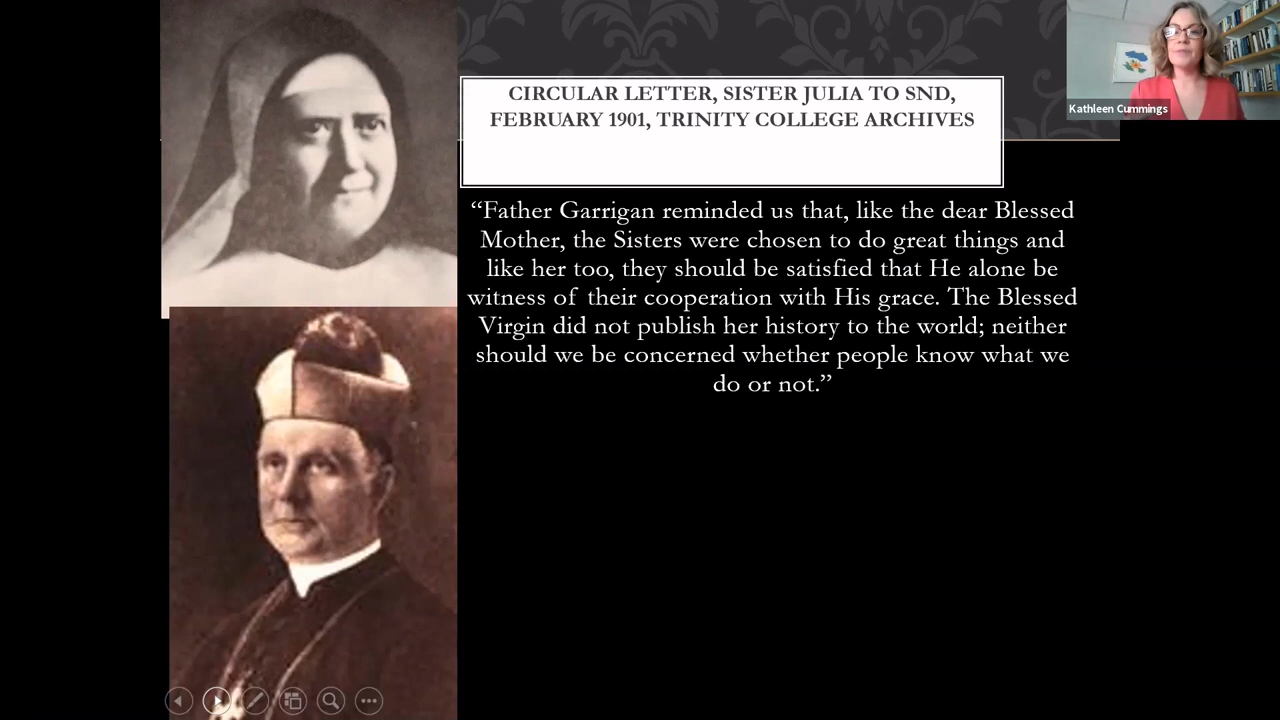 CIRCULAR LETTER, SISTER JULIA TO SND,
FEBRUARY 1901, TRINITY COLLEGE ARCHIVES
Kathleen Cummings
“Father Garrigan reminded us that, like the dear Blessed
Mother, the Sisters were chosen to do great things and
like her too, they should be satisfied that He alone be
witness of their cooperation with His grace. The Blessed
Virgin did not publish her history to the world; neither
should we be concerned whether people know what we
do or not.”